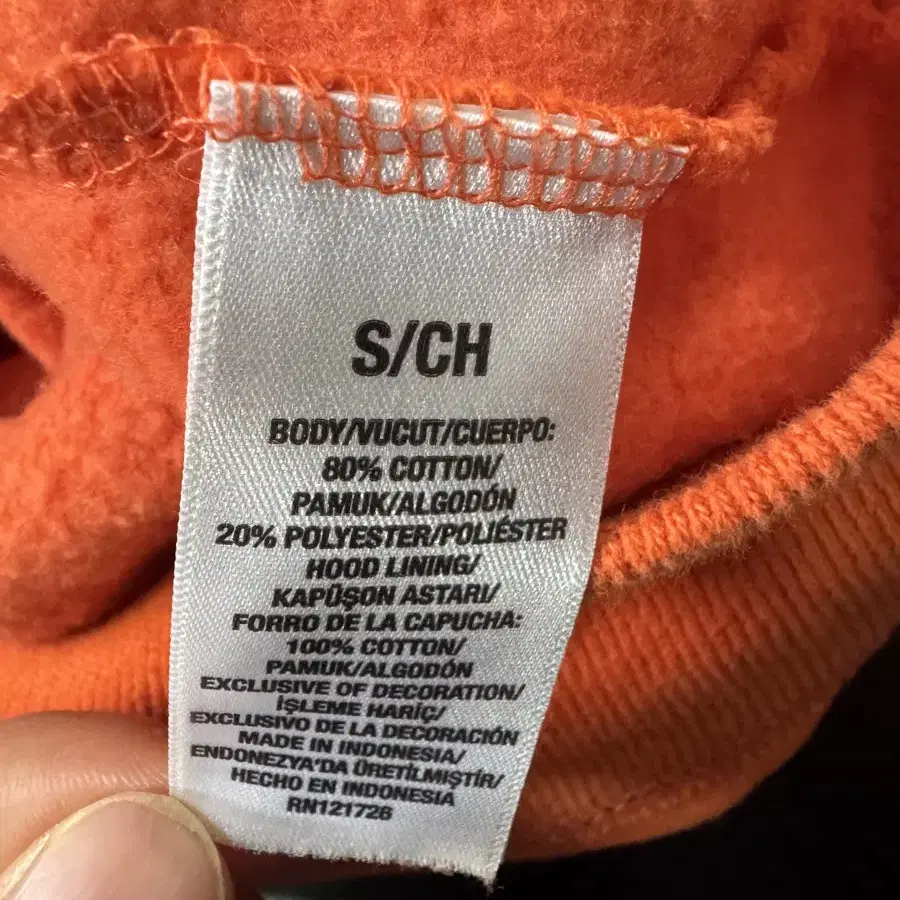 S/CH
BODY/VUCUT/CUERPO:
80% COTTON/
PAMUK/ALGODÓN
20% POLYESTER/POLIÉSTER
HOOD LINING/
KAPÜŞON ASTARI/
FORRO DE LA CAPUCHA:
100% COTTON/
PAMUK/ALGODÓN
EXCLUSIVE OF DECORATION/
İŞLEME HARİÇ/
EXCLUSIVO DE LA DECORACIÓN
MADE IN INDONESIA/
ENDONEZYA'DA ÜRETİLMİŞTİR/
HECHO EN INDONESIA
RN121726